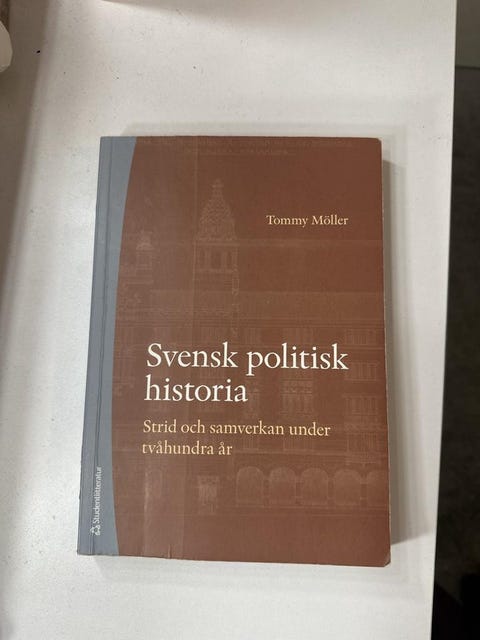 Tommy Möller
Svensk politisk
historia
Strid och samverkan under
tvåhundra år
Studentlitteratur